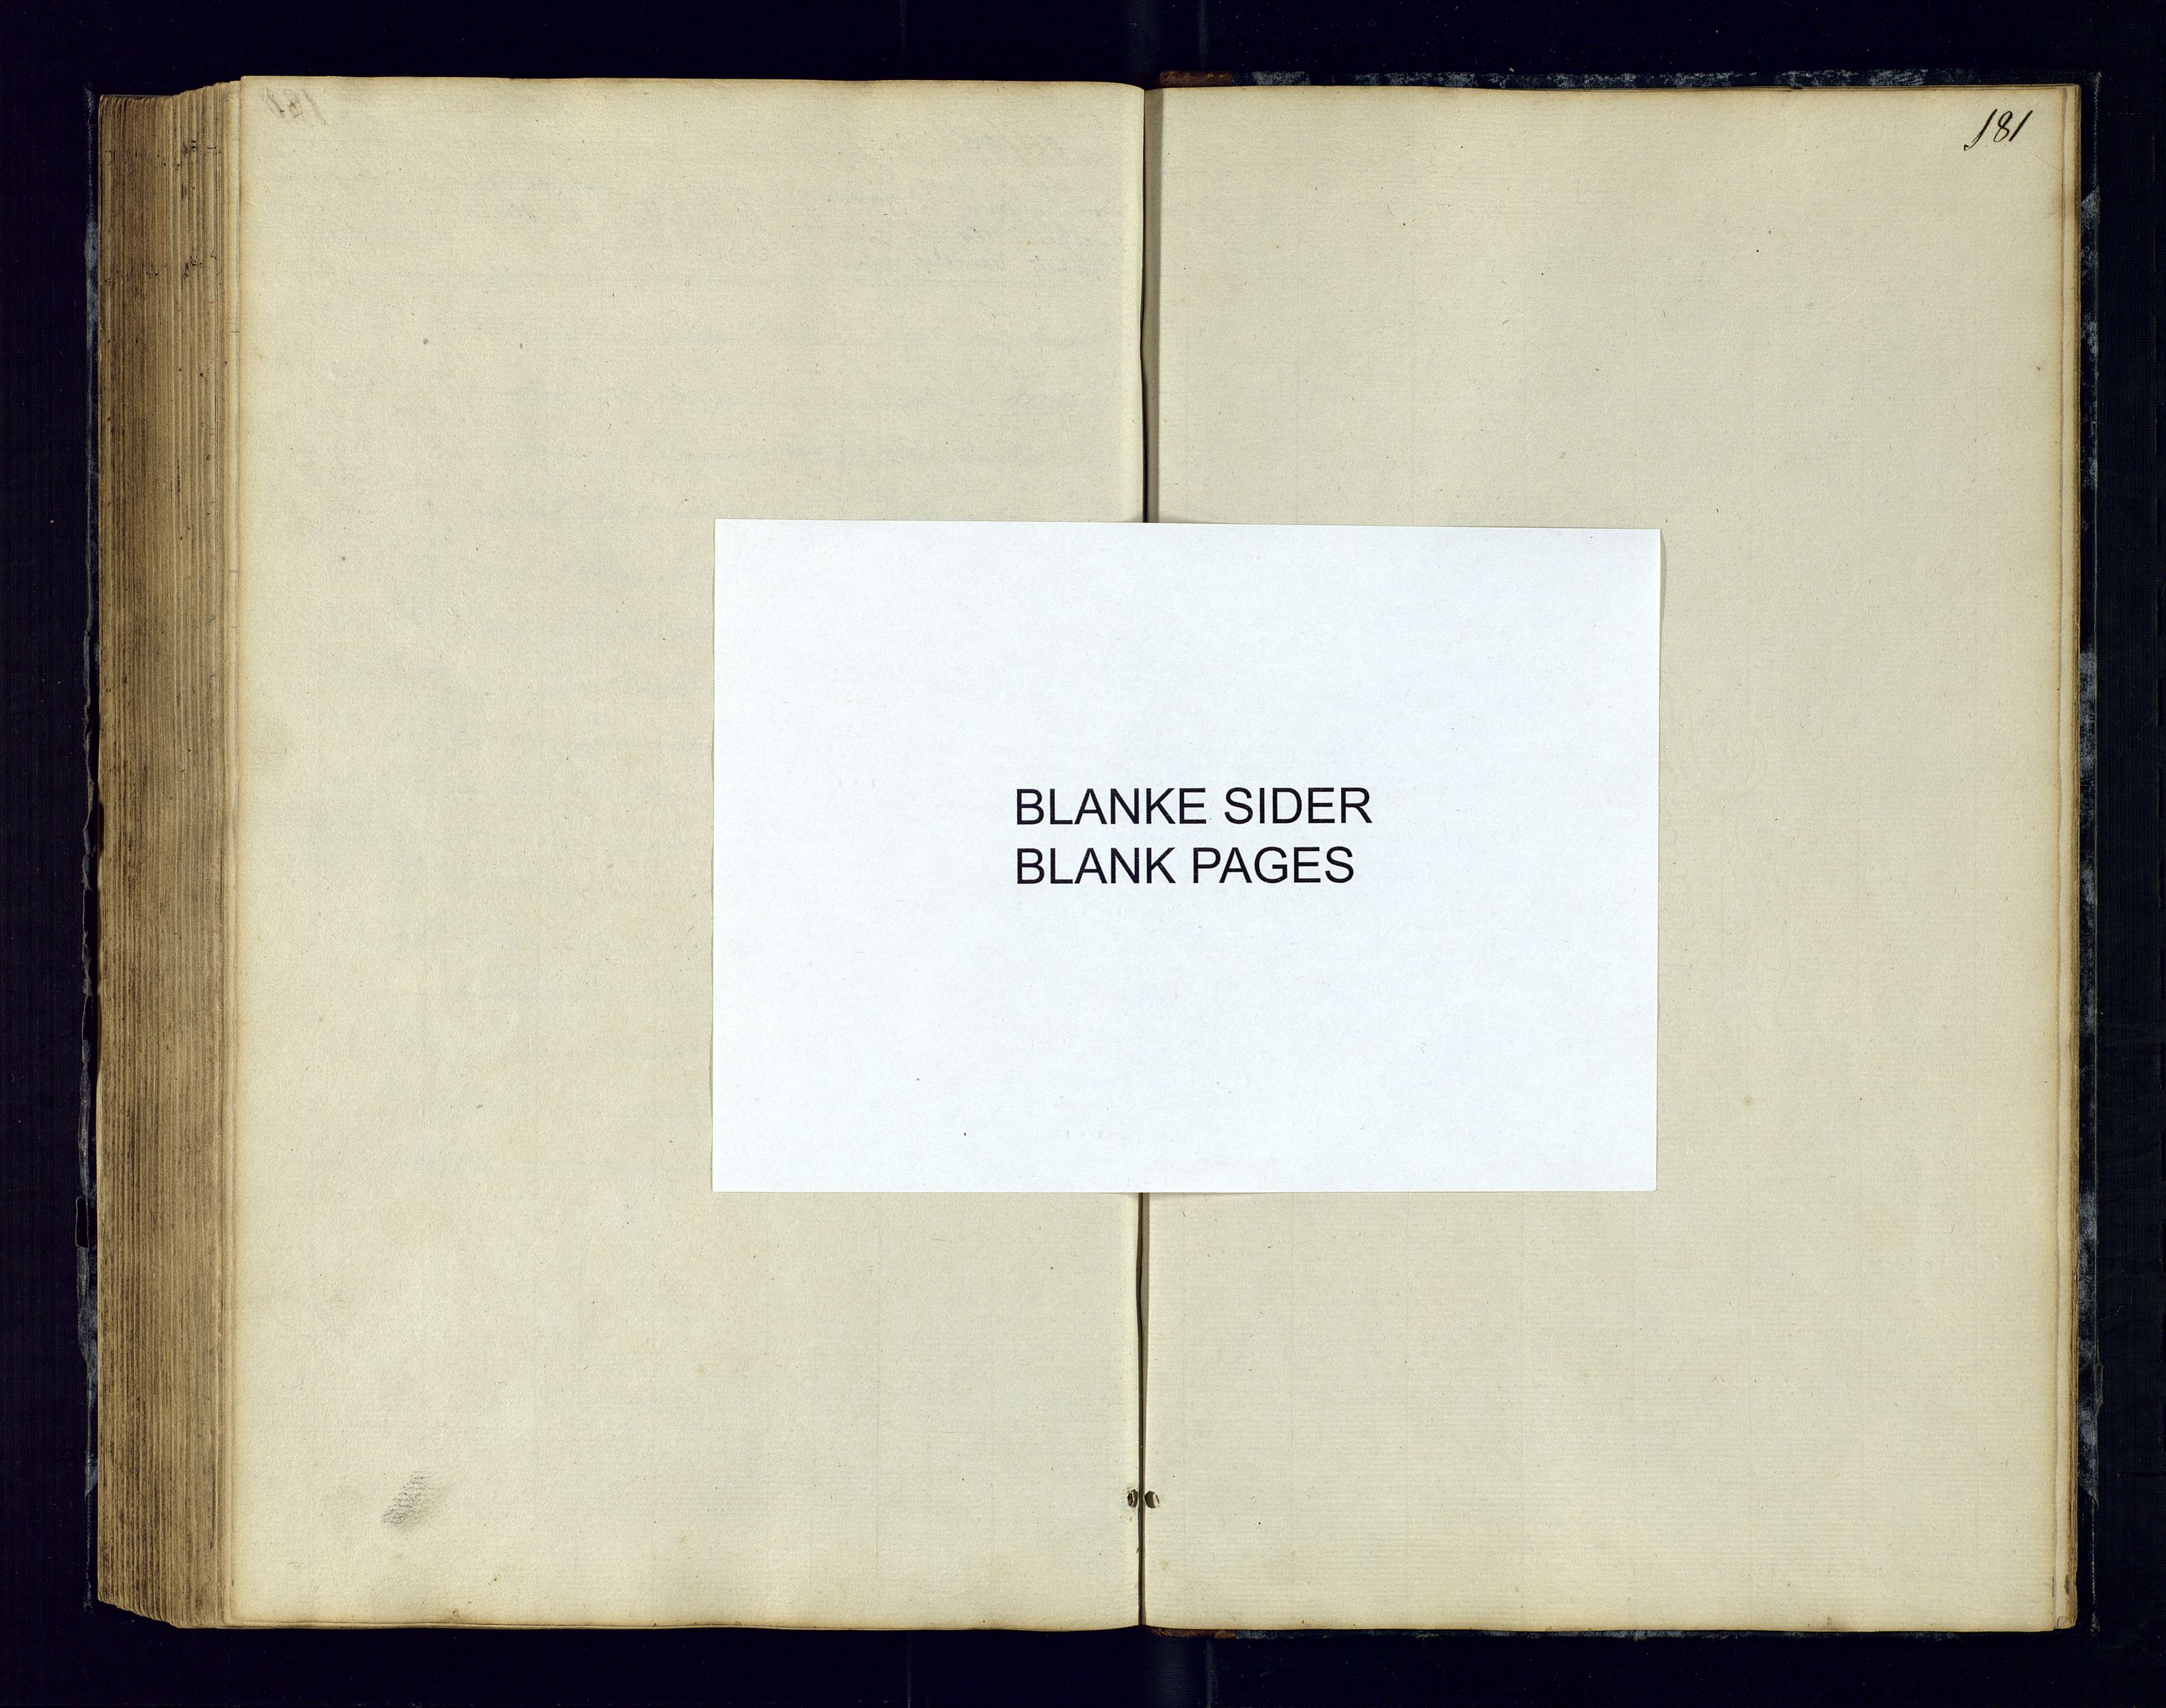 181
BLANKE SIDER
BLANK PAGES